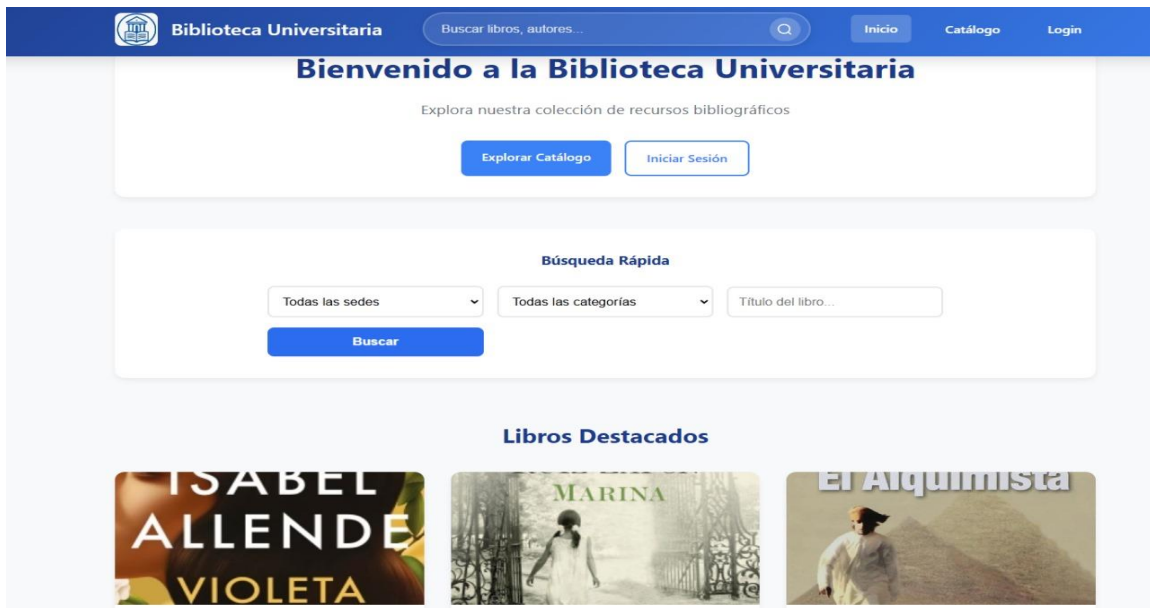 Biblioteca Universitaria
Buscar libros, autores...
Inicio
Catálogo
Login
Bienvenido a la Biblioteca Universitaria
Explora nuestra colección de recursos bibliográficos
Explorar Catálogo
Iniciar Sesión
Búsqueda Rápida
Todas las sedes
Todas las categorías
Título del libro...
Buscar
Libros Destacados
ISABEL
ALLENDE
VIOLETA
MARINA
El Alquimista